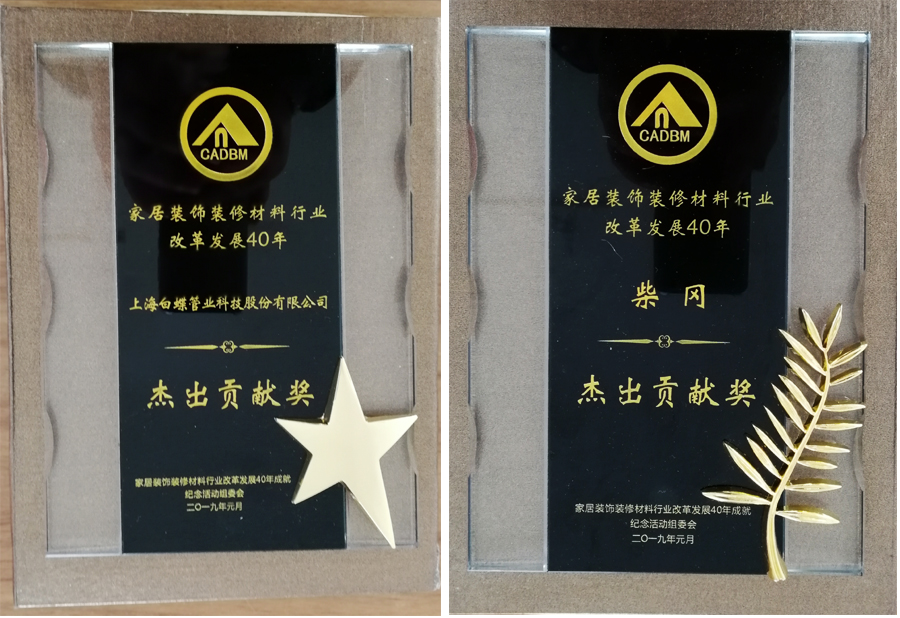 CADBM
家居装饰装修材料行业
改革发展40年
上海白蝶管业科技股份有限公司
杰出贡献奖
家居装饰装修材料行业改革发展40年成就
纪念活动组委会
二〇一九年元月
CADBM
家居装饰装修材料行业
改革发展40年
柴冈
杰出贡献奖
家居装饰装修材料行业改革发展40年成就
纪念活动组委会
二〇一九年元月